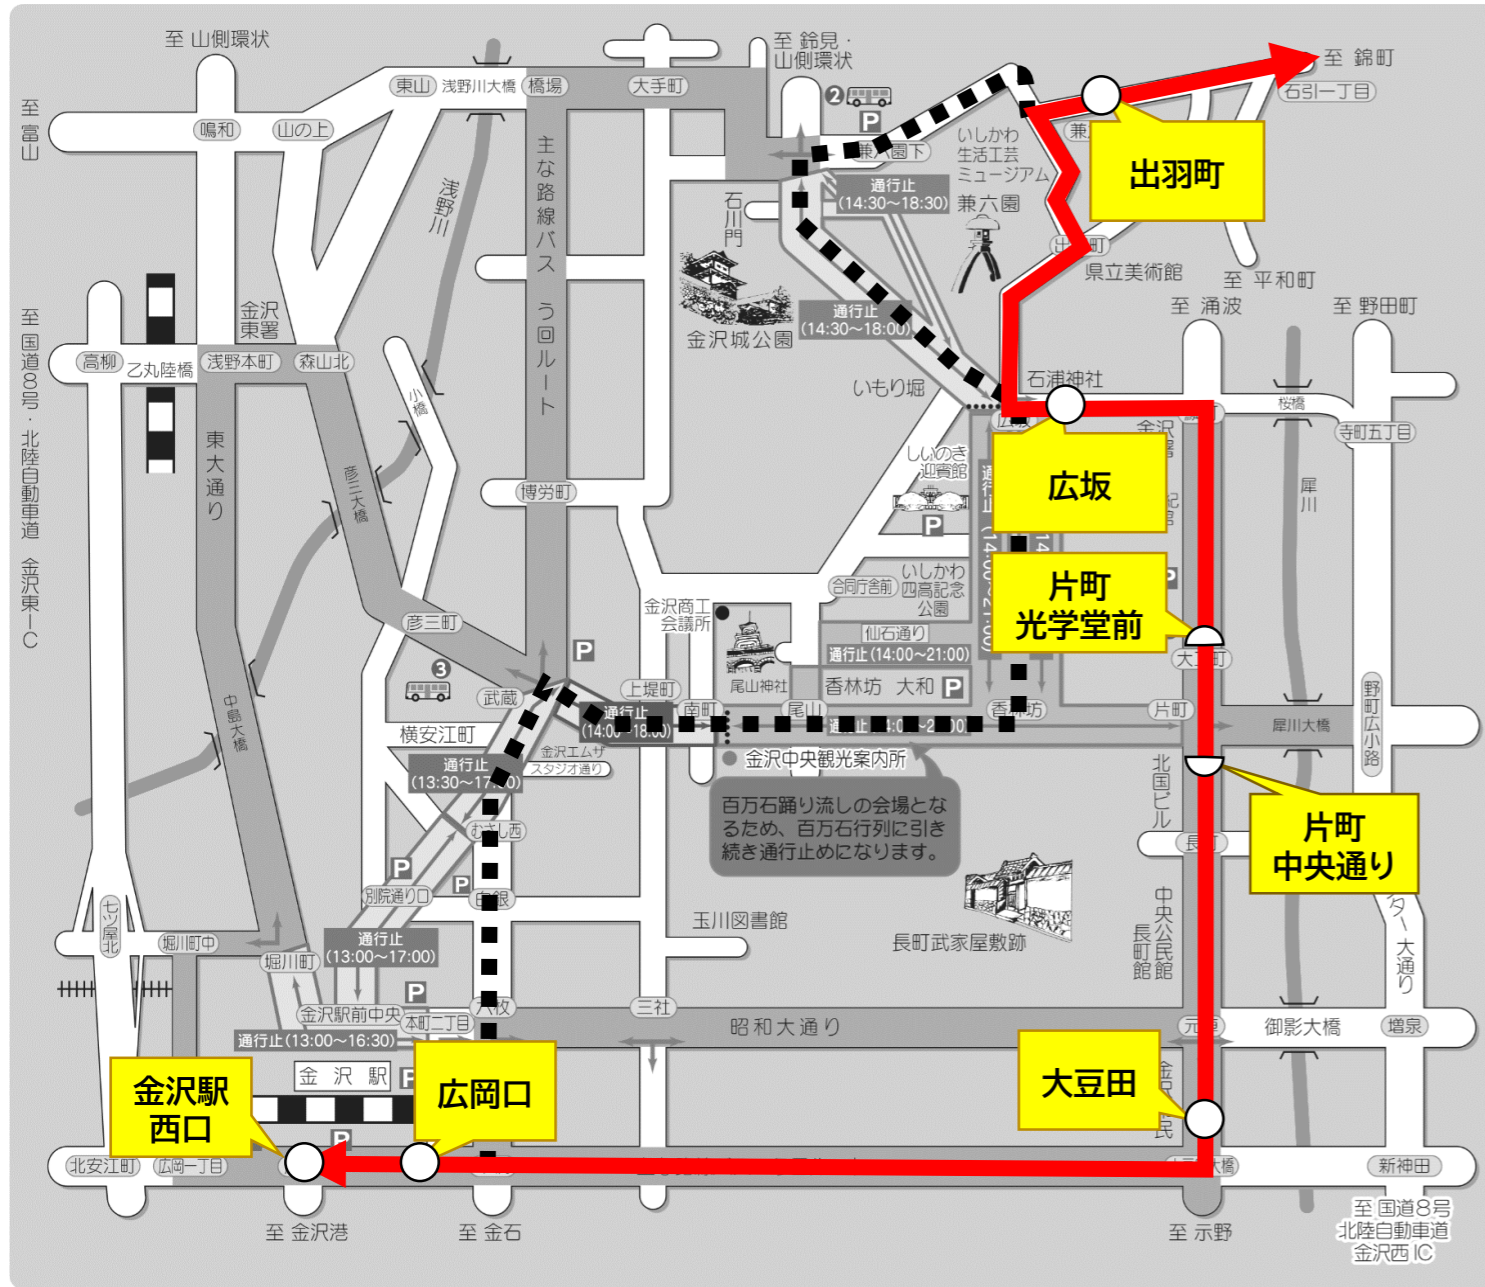 至 山側環状
至 鈴見・
山側環状
至 錦町
石引一丁目
至 富山
鳴和
山の上
東山
浅野川大橋
橋場
大手町
2
P
兼六園下
いしかわ
生活工芸
ミュージアム
兼六園
出羽町
通行止
(14:30〜18:30)
石川門
浅野川
主な路線バス う回ルート
県立美術館
至 平和町
至 涌波
至 野田町
金沢城公園
通行止
(14:30〜18:00)
いもり堀
石浦神社
広坂
桜橋
寺町五丁目
犀川
至 国道8号・北陸自動車道 金沢東IC
高柳
乙丸陸橋
金沢
東署
浅野本町
森山北
小橋
東大通り
彦三大橋
博労町
しいのき
迎賓館
P
広坂
片町
光学堂前
合同庁舎前
いしかわ
四高記念
公園
仙石通り
通行止(14:00〜21:00)
金沢商工
会議所
尾山神社
香林坊 大和
P
彦三町
中島大橋
3
武蔵
P
上堤町
南町
尾山
香林坊
片町
犀川大橋
野町広小路
通行止
(14:00〜18:00)
横安江町
金沢エムザ
スタジオ通り
金沢中央観光案内所
通行止
(13:30〜17:00)
むさし西
百万石踊り流しの会場とな
るため、百万石行列に引き
続き通行止めになります。
北国ビル
片町
中央通り
P
別院通り口
P
白銀
玉川図書館
長町武家屋敷跡
中央公民館
長町館
七ツ屋北
堀川町中
堀川町
通行止
(13:00〜17:00)
P
金沢駅前中央
本町二丁目
六枚
三社
昭和大通り
御影大橋
増泉
通行止(13:00〜16:30)
金沢駅
金沢駅
西口
広岡口
大豆田
P
北安江町
広岡一丁目
新神田
至 金沢港
至 金石
至 示野
至 国道8号
北陸自動車道
金沢西IC